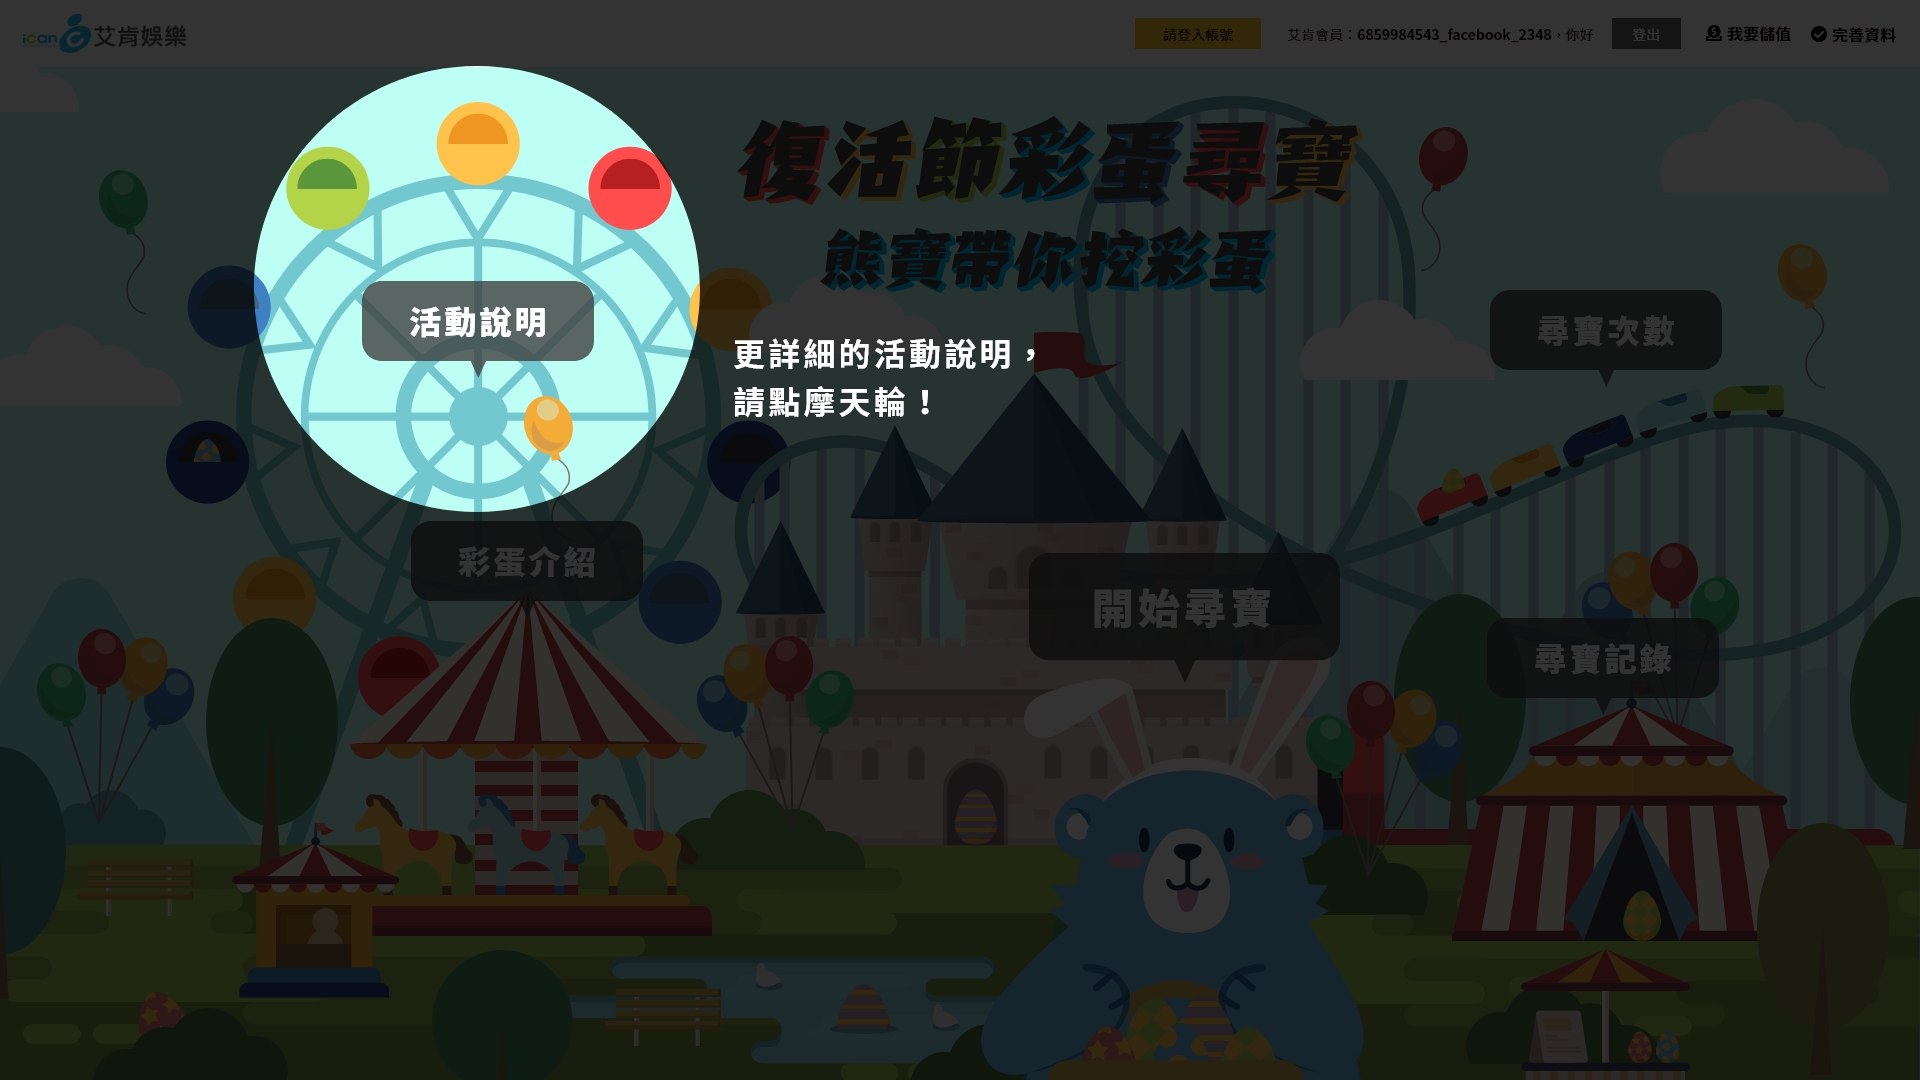 ican 艾肯娛樂
請登入帳號
艾肯會員：6859984543_facebook_2348，你好
登出
我要儲值
完善資料
復活節彩蛋尋寶
熊寶帶你挖彩蛋
活動說明
更詳細的活動說明，
請點摩天輪！
尋寶次數
彩蛋介紹
開始尋寶
尋寶記錄